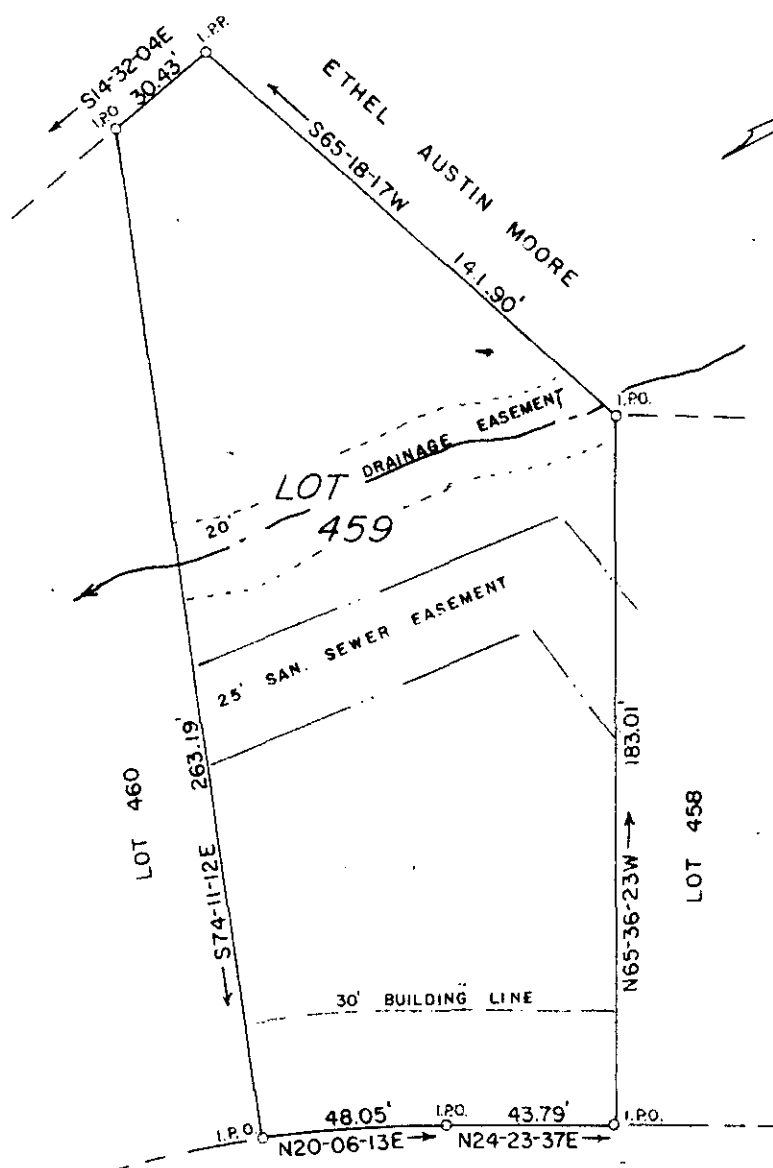 I.P.P.
S14-32-04E
30.43'
I.P.O
ETHEL AUSTIN MOORE
S65-18-17W
141.90'
I.P.O.
DRAINAGE EASEMENT
LOT
459
20'
25' SAN. SEWER EASEMENT
263.19'
183.01'
LOT 460
LOT 458
S74-11-12E
N65-36-23W
30' BUILDING LINE
I.P.O
48.05'
I.P.O.
43.79'
I.P.O.
N20-06-13E
N24-23-37E